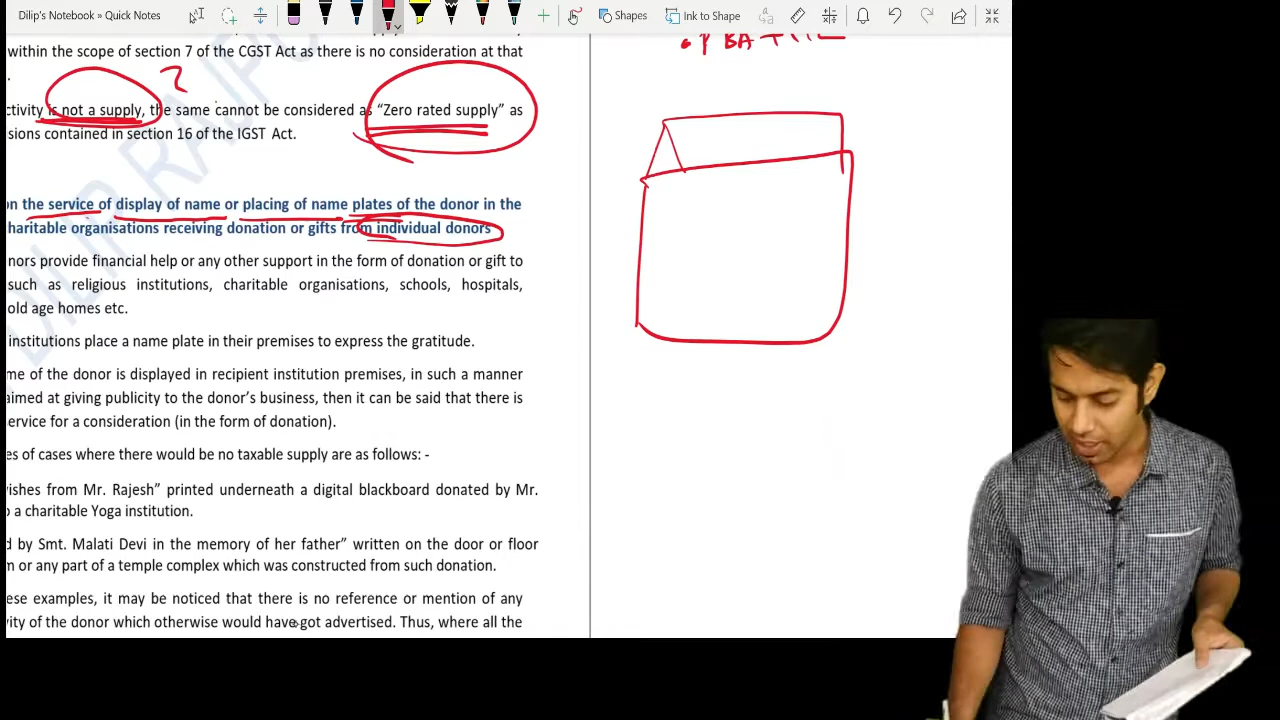 Dilip's Notebook » Quick Notes
Shapes
Ink to Shape
within the scope of section 7 of the CGST Act as there is no consideration at that
ctivity is not a supply, the same cannot be considered as “Zero rated supply” as
sions contained in section 16 of the IGST Act.
?
on the service of display of name or placing of name plates of the donor in the
haritable organisations receiving donation or gifts from individual donors
nors provide financial help or any other support in the form of donation or gift to
such as religious institutions, charitable organisations, schools, hospitals,
old age homes etc.
institutions place a name plate in their premises to express the gratitude.
me of the donor is displayed in recipient institution premises, in such a manner
aimed at giving publicity to the donor’s business, then it can be said that there is
ervice for a consideration (in the form of donation).
es of cases where there would be no taxable supply are as follows: -
wishes from Mr. Rajesh” printed underneath a digital blackboard donated by Mr.
o a charitable Yoga institution.
d by Smt. Malati Devi in the memory of her father” written on the door or floor
m or any part of a temple complex which was constructed from such donation.
ese examples, it may be noticed that there is no reference or mention of any
vity of the donor which otherwise would have got advertised. Thus, where all the
DILIP RAJPU